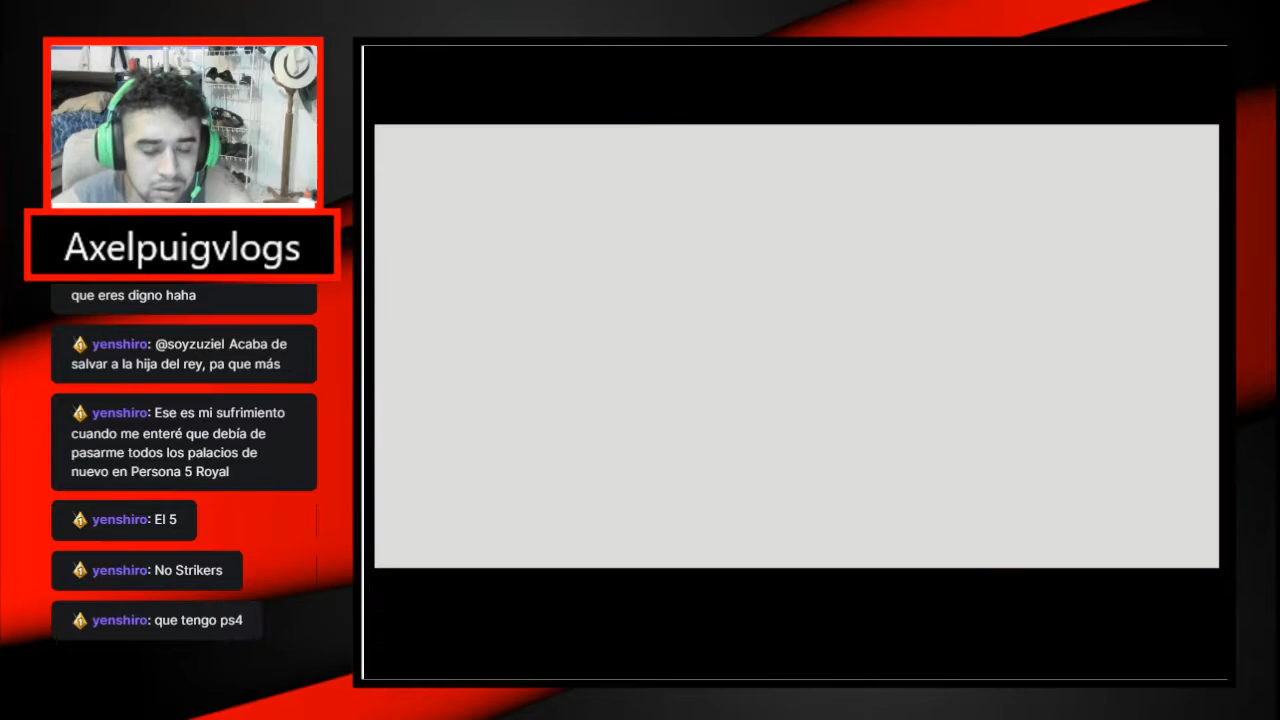 Axelpuigvlogs
que eres digno haha
yenshiro: @soyzuziel Acaba de
salvar a la hija del rey, pa que más
yenshiro: Ese es mi sufrimiento
cuando me enteré que debía de
pasarme todos los palacios de
nuevo en Persona 5 Royal
yenshiro: El 5
yenshiro: No Strikers
yenshiro: que tengo ps4